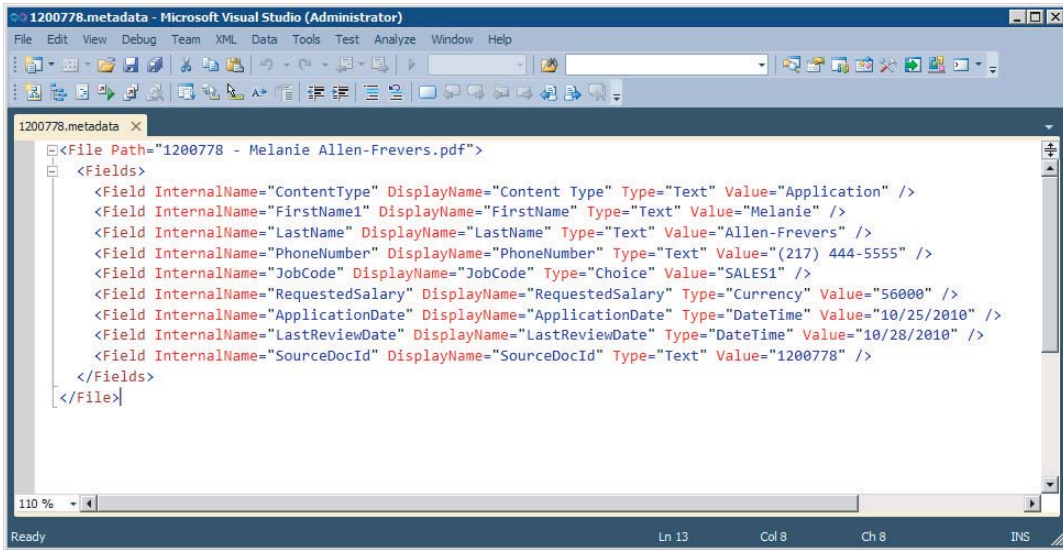 1200778.metadata - Microsoft Visual Studio (Administrator)
File Edit View Debug Team XML Data Tools Test Analyze Window Help
1200778.metadata
<File Path="1200778 - Melanie Allen-Frevers.pdf">
<Fields>
<Field InternalName="ContentType" DisplayName="Content Type" Type="Text" Value="Application" />
<Field InternalName="FirstName1" DisplayName="FirstName" Type="Text" Value="Melanie" />
<Field InternalName="LastName" DisplayName="LastName" Type="Text" Value="Allen-Frevers" />
<Field InternalName="PhoneNumber" DisplayName="PhoneNumber" Type="Text" Value="(217) 444-5555" />
<Field InternalName="JobCode" DisplayName="JobCode" Type="Choice" Value="SALES1" />
<Field InternalName="RequestedSalary" DisplayName="RequestedSalary" Type="Currency" Value="56000" />
<Field InternalName="ApplicationDate" DisplayName="ApplicationDate" Type="DateTime" Value="10/25/2010" />
<Field InternalName="LastReviewDate" DisplayName="LastReviewDate" Type="DateTime" Value="10/28/2010" />
<Field InternalName="SourceDocId" DisplayName="SourceDocId" Type="Text" Value="1200778" />
</Fields>
</File>
110 %
Ready Ln 13 Col 8 Ch 8 INS